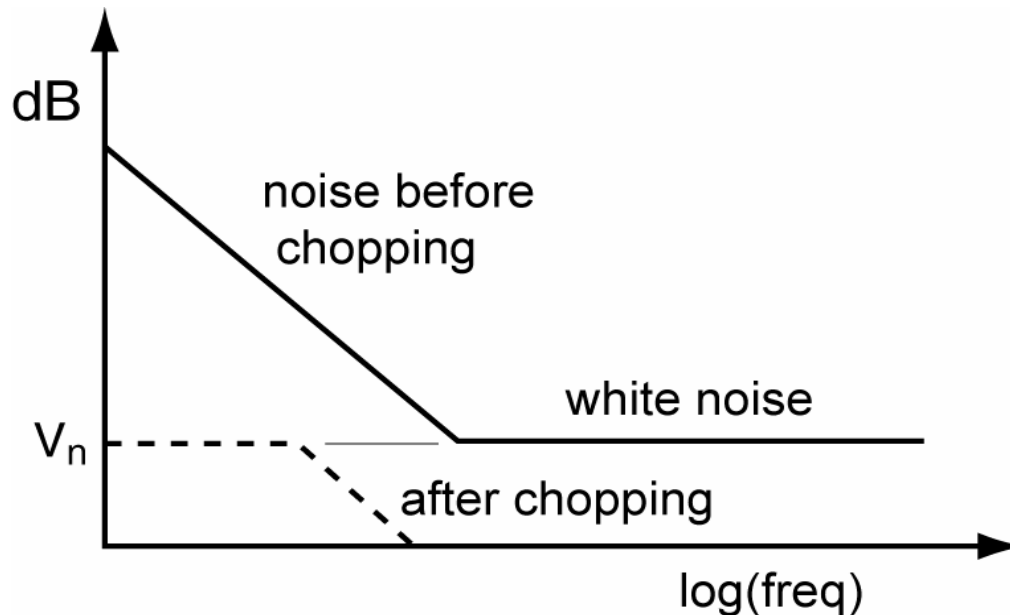 dB
noise before
chopping
white noise
Vn
after chopping
log(freq)